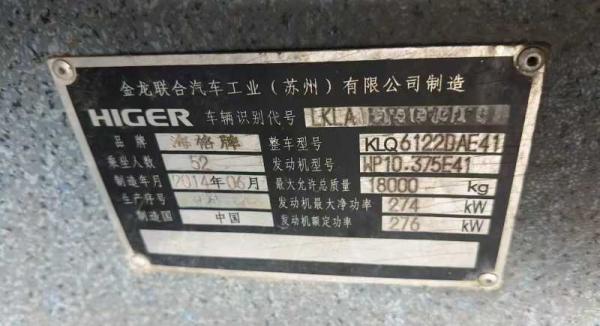 金龙联合汽车工业（苏州）有限公司制造
HIGER 车辆识别代号 LKLA
品牌 海格牌 整车型号 KLQ6122DAE41
乘坐人数 52 发动机型号 WP10.375E41
制造年月 2014年06月 最大允许总质量 18000 kg
生产许号 发动机最大净功率 274 kW
制造国 中国 发动机额定功率 276 kW